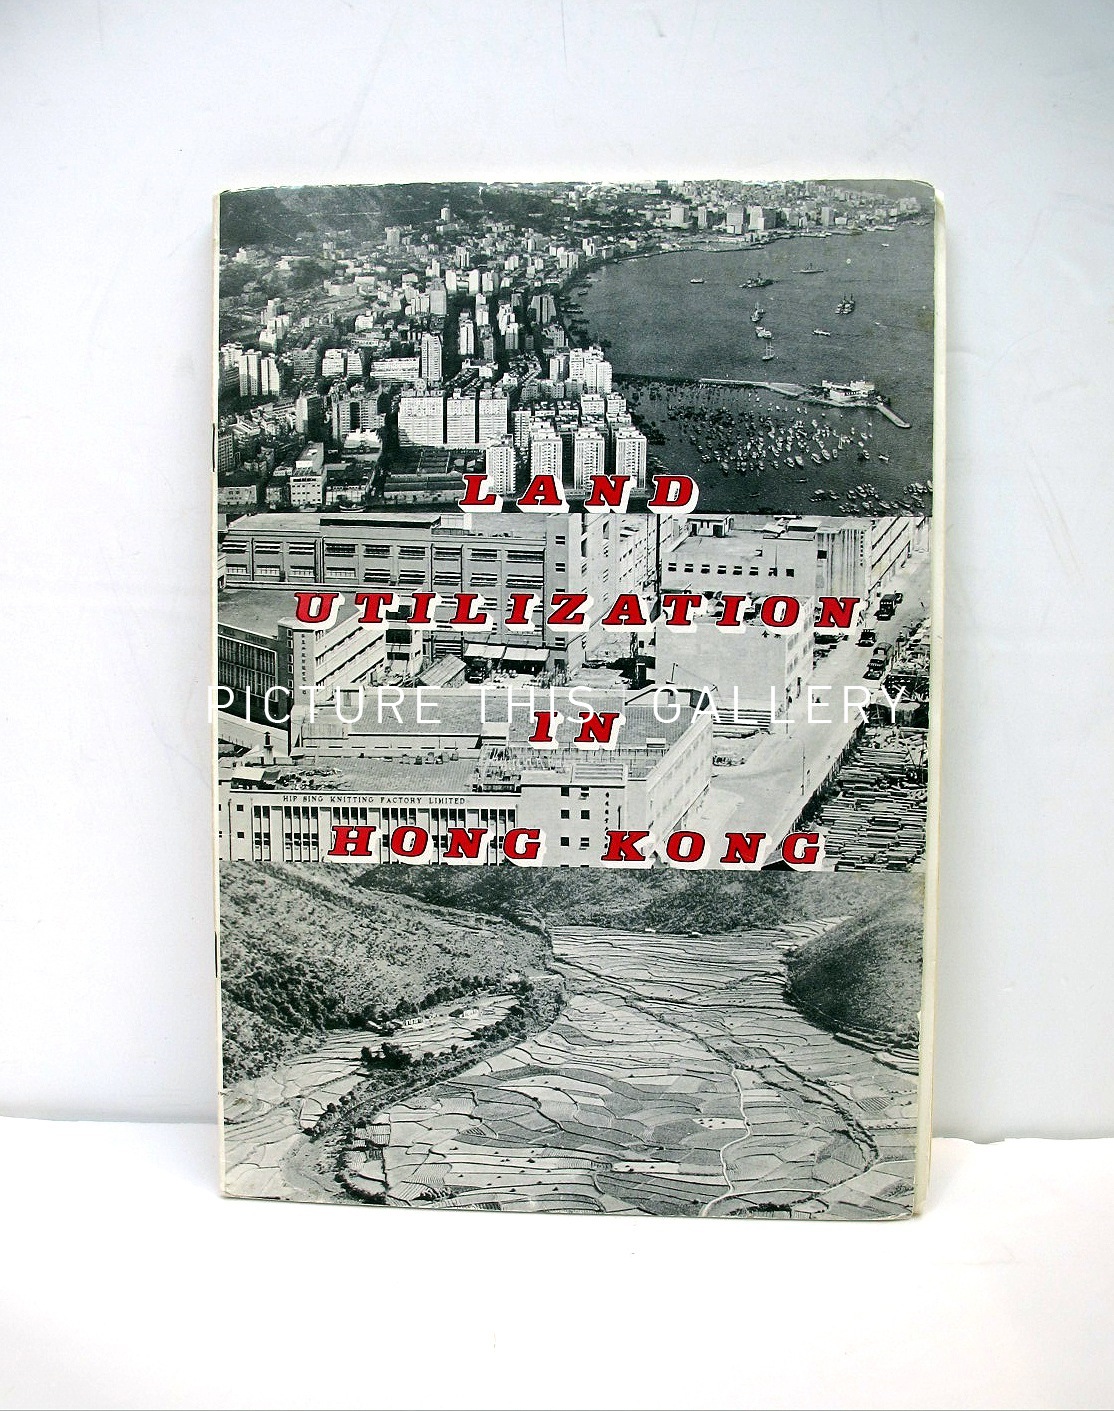 LAND
UTILIZATION
PICTURE THIS GALLERY
IN
HIP SING KNITTING FACTORY LIMITED
HONG KONG